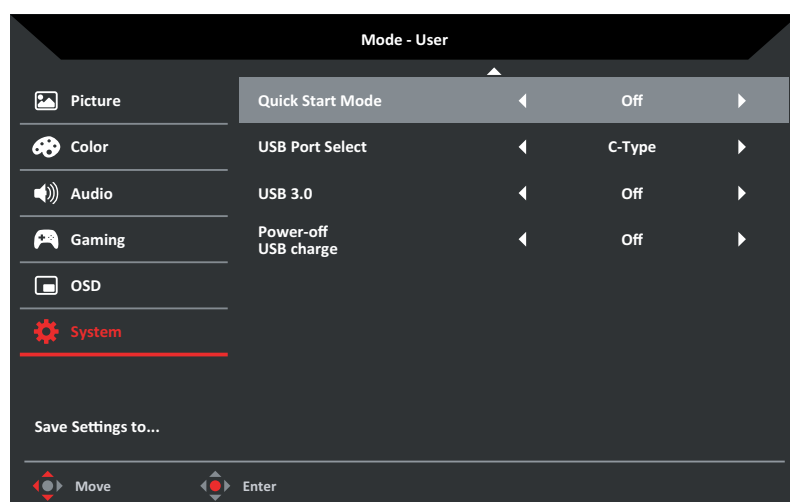 Mode - User
Picture
Quick Start Mode Off
Color
USB Port Select C-Type
Audio
USB 3.0 Off
Gaming
Power-off
USB charge Off
OSD
System
Save Settings to...
Move Enter